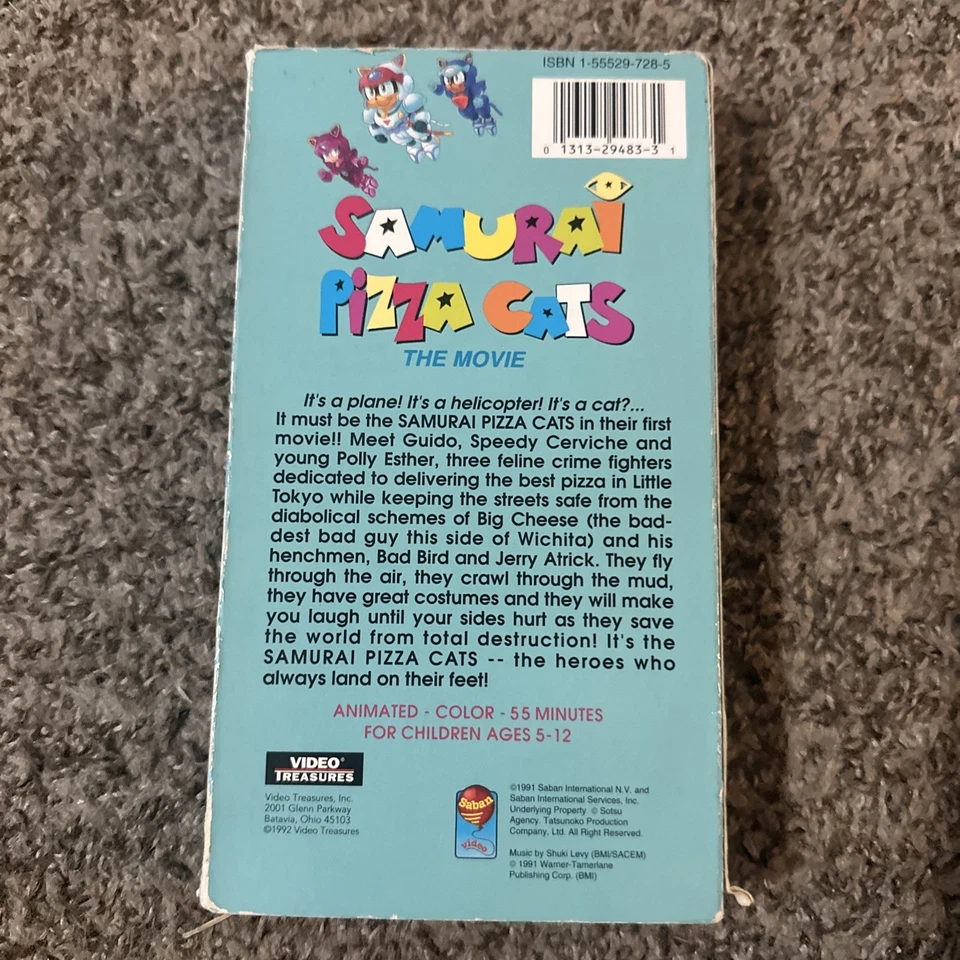 ISBN 1-55529-728-5
0 1313-29483-3 1
SAMURAI
PIZZA CATS
THE MOVIE
It's a plane! It's a helicopter! It's a cat?...
It must be the SAMURAI PIZZA CATS in their first
movie!! Meet Guido, Speedy Cerviche and
young Polly Esther, three feline crime fighters
dedicated to delivering the best pizza in Little
Tokyo while keeping the streets safe from the
diabolical schemes of Big Cheese (the bad-
dest bad guy this side of Wichita) and his
henchmen, Bad Bird and Jerry Atrick. They fly
through the air, they crawl through the mud,
they have great costumes and they will make
you laugh until your sides hurt as they save
the world from total destruction! It's the
SAMURAI PIZZA CATS -- the heroes who
always land on their feet!
ANIMATED - COLOR - 55 MINUTES
FOR CHILDREN AGES 5-12
VIDEO®
TREASURES
Video Treasures, Inc.
2001 Glenn Parkway
Batavia, Ohio 45103
©1992 Video Treasures
Saban
video
©1991 Saban International N.V. and
Saban International Services, Inc.
Underlying Property © Sotsu
Agency. Tatsunoko Production
Company, Ltd. All Right Reserved.
Music by Shuki Levy (BMI/SACEM)
© 1991 Warner-Tamerlane
Publishing Corp. (BMI)